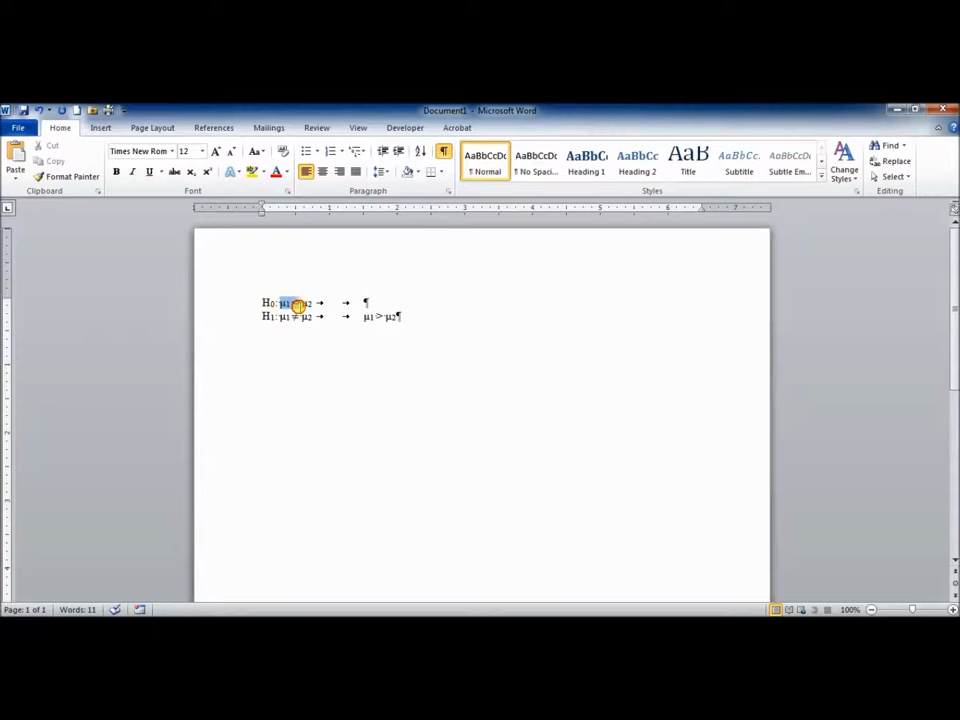 Document1 - Microsoft Word
File Home Insert Page Layout References Mailings Review View Developer Acrobat
Paste
Cut
Copy
Format Painter
Clipboard
Times New Rom 12
Font
Paragraph
AaBbCcDc AaBbCcDc AaBbCc AaBbCc AaB AaBbCc. AaBbCcDc
¶ Normal ¶ No Spaci... Heading 1 Heading 2 Title Subtitle Subtle Em...
Change Styles
Styles
Find
Replace
Select
Editing
H0: μ1 = μ2 → → ¶
H1: μ1 ≠ μ2 → → μ1 > μ2¶
Page: 1 of 1 Words: 11 100%